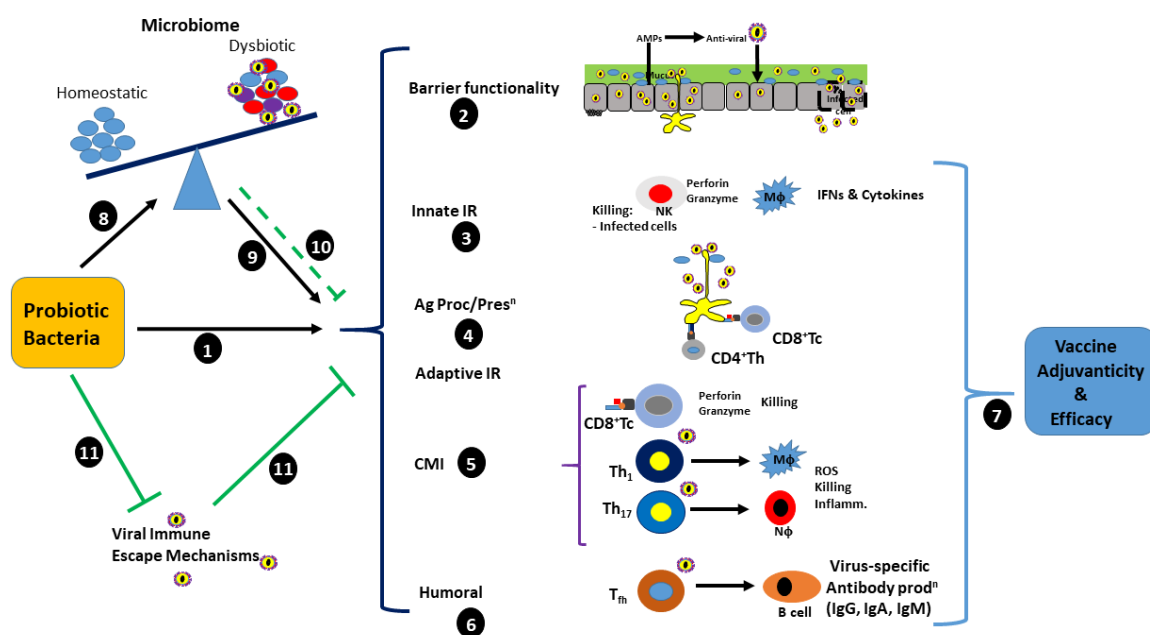 Microbiome
Dysbiotic
Homeostatic
8
9
10
Probiotic
Bacteria
1
11
11
Viral Immune
Escape Mechanisms
Barrier functionality
2
AMPs
Anti-viral
Mucus
Infected
cell
Innate IR
3
Killing:
- Infected cells
NK
Perforin
Granzyme
Mϕ
IFNs & Cytokines
Ag Proc/Presⁿ
4
CD8⁺Tc
CD4⁺Th
Adaptive IR
CMI
5
CD8⁺Tc
Perforin
Granzyme
Killing
Th₁
Mϕ
Th₁₇
Nϕ
ROS
Killing
Inflamm.
Humoral
6
Tfh
B cell
Virus-specific
Antibody prodⁿ
(IgG, IgA, IgM)
7
Vaccine
Adjuvanticity
&
Efficacy